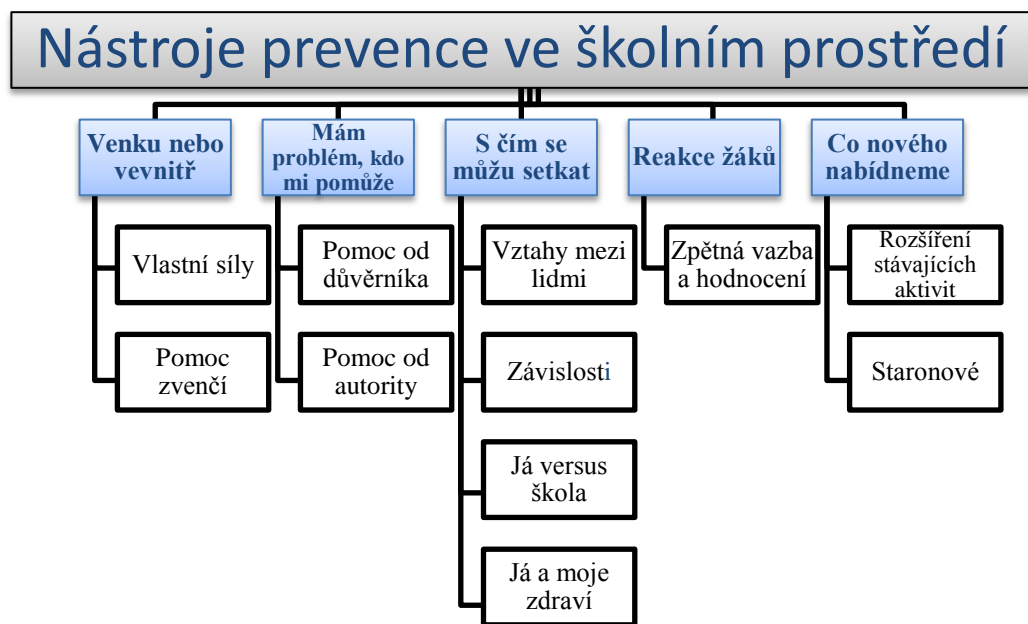 Nástroje prevence ve školním prostředí
Venku nebo
vevnitř
Vlastní síly
Pomoc
zvenčí
Mám
problém, kdo
mi pomůže
Pomoc od
důvěrníka
Pomoc od
autority
S čím se
můžu setkat
Vztahy mezi
lidmi
Závislosti
Já versus
škola
Já a moje
zdraví
Reakce žáků
Zpětná vazba
a hodnocení
Co nového
nabídneme
Rozšíření
stávajících
aktivit
Staronové